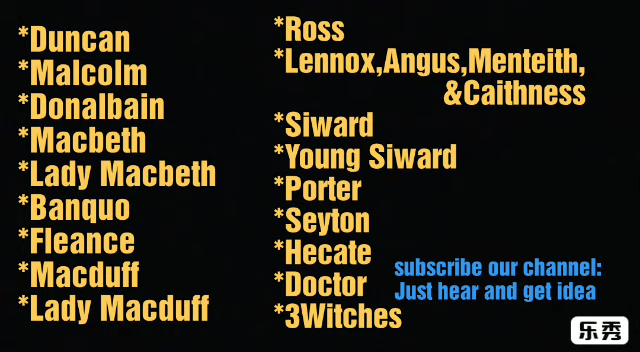 *Duncan
*Malcolm
*Donalbain
*Macbeth
*Lady Macbeth
*Banquo
*Fleance
*Macduff
*Lady Macduff
*Ross
*Lennox,Angus,Menteith,
&Caithness
*Siward
*Young Siward
*Porter
*Seyton
*Hecate
*Doctor
*3Witches
subscribe our channel:
Just hear and get idea
乐秀